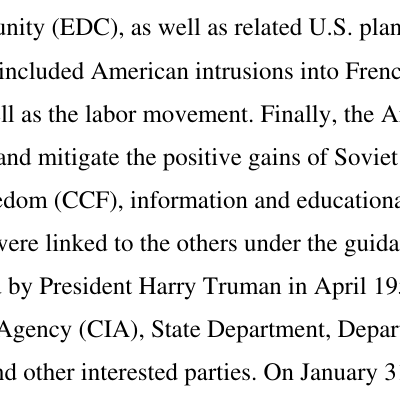 unity (EDC), as well as related U.S. plan
included American intrusions into Frenc
ll as the labor movement. Finally, the A
and mitigate the positive gains of Soviet
edom (CCF), information and educationa
were linked to the others under the guida
by President Harry Truman in April 195
Agency (CIA), State Department, Depart
nd other interested parties. On January 3